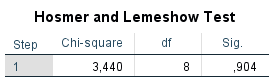 Hosmer and Lemeshow Test
Step Chi-square df Sig.
1 3,440 8 ,904